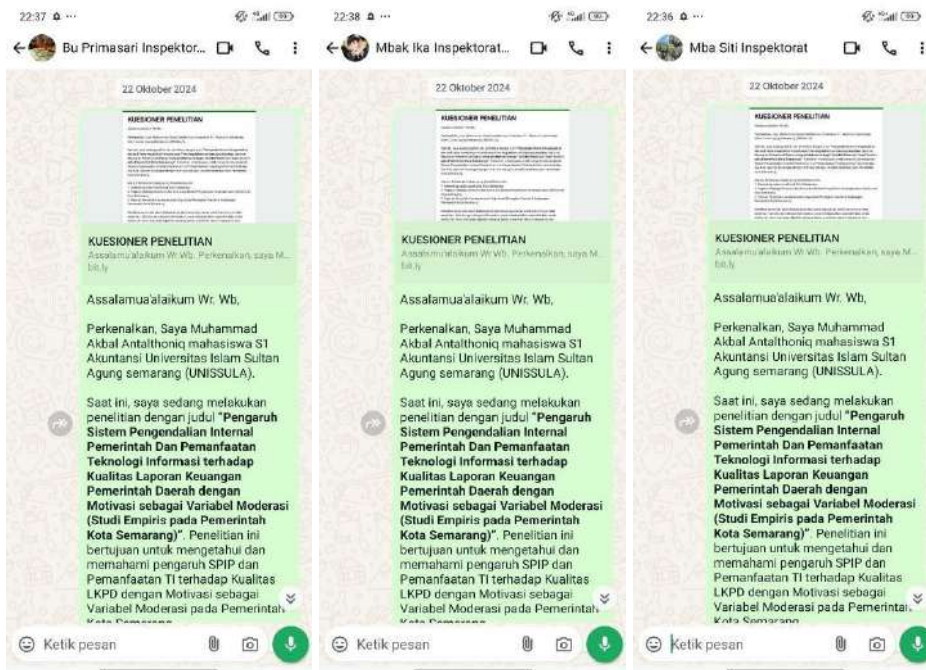 22:37
Bu Primasari Inspektor...
22 Oktober 2024
KUESIONER PENELITIAN
KUESIONER PENELITIAN
Assalamu'alaikum Wr. Wb. Perkenalkan, saya M...
bit.ly
Assalamua'alaikum Wr. Wb,
Perkenalkan, Saya Muhammad
Akbal Antalthoniq mahasiswa S1
Akuntansi Universitas Islam Sultan
Agung semarang (UNISSULA).
Saat ini, saya sedang melakukan
penelitian dengan judul "Pengaruh
Sistem Pengendalian Internal
Pemerintah Dan Pemanfaatan
Teknologi Informasi terhadap
Kualitas Laporan Keuangan
Pemerintah Daerah dengan
Motivasi sebagai Variabel Moderasi
(Studi Empiris pada Pemerintah
Kota Semarang)". Penelitian ini
bertujuan untuk mengetahui dan
memahami pengaruh SPIP dan
Pemanfaatan TI terhadap Kualitas
LKPD dengan Motivasi sebagai
Variabel Moderasi pada Pemerintah
Kota Semarang
Ketik pesan
22:38
Mbak Ika Inspektorat...
22 Oktober 2024
KUESIONER PENELITIAN
KUESIONER PENELITIAN
Assalamu'alaikum Wr. Wb. Perkenalkan, saya M...
bit.ly
Assalamua'alaikum Wr. Wb,
Perkenalkan, Saya Muhammad
Akbal Antalthoniq mahasiswa S1
Akuntansi Universitas Islam Sultan
Agung semarang (UNISSULA).
Saat ini, saya sedang melakukan
penelitian dengan judul "Pengaruh
Sistem Pengendalian Internal
Pemerintah Dan Pemanfaatan
Teknologi Informasi terhadap
Kualitas Laporan Keuangan
Pemerintah Daerah dengan
Motivasi sebagai Variabel Moderasi
(Studi Empiris pada Pemerintah
Kota Semarang)". Penelitian ini
bertujuan untuk mengetahui dan
memahami pengaruh SPIP dan
Pemanfaatan TI terhadap Kualitas
LKPD dengan Motivasi sebagai
Variabel Moderasi pada Pemerintah
Kota Semarang
Ketik pesan
22:36
Mba Siti Inspektorat
22 Oktober 2024
KUESIONER PENELITIAN
KUESIONER PENELITIAN
Assalamu'alaikum Wr. Wb. Perkenalkan, saya M...
bit.ly
Assalamua'alaikum Wr. Wb,
Perkenalkan, Saya Muhammad
Akbal Antalthoniq mahasiswa S1
Akuntansi Universitas Islam Sultan
Agung semarang (UNISSULA).
Saat ini, saya sedang melakukan
penelitian dengan judul "Pengaruh
Sistem Pengendalian Internal
Pemerintah Dan Pemanfaatan
Teknologi Informasi terhadap
Kualitas Laporan Keuangan
Pemerintah Daerah dengan
Motivasi sebagai Variabel Moderasi
(Studi Empiris pada Pemerintah
Kota Semarang)". Penelitian ini
bertujuan untuk mengetahui dan
memahami pengaruh SPIP dan
Pemanfaatan TI terhadap Kualitas
LKPD dengan Motivasi sebagai
Variabel Moderasi pada Pemerintah
Kota Semarang
Ketik pesan